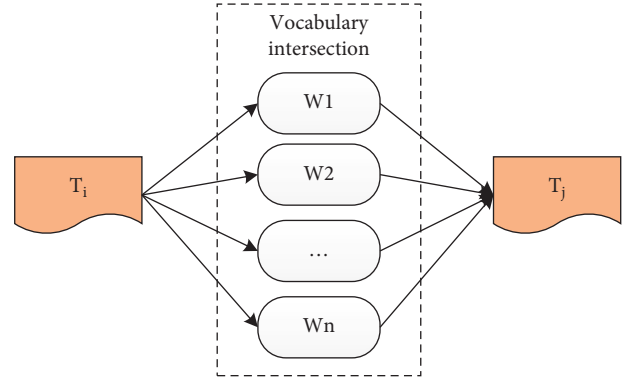 Vocabulary
intersection
W1
W2
T_i
T_j
...
Wn